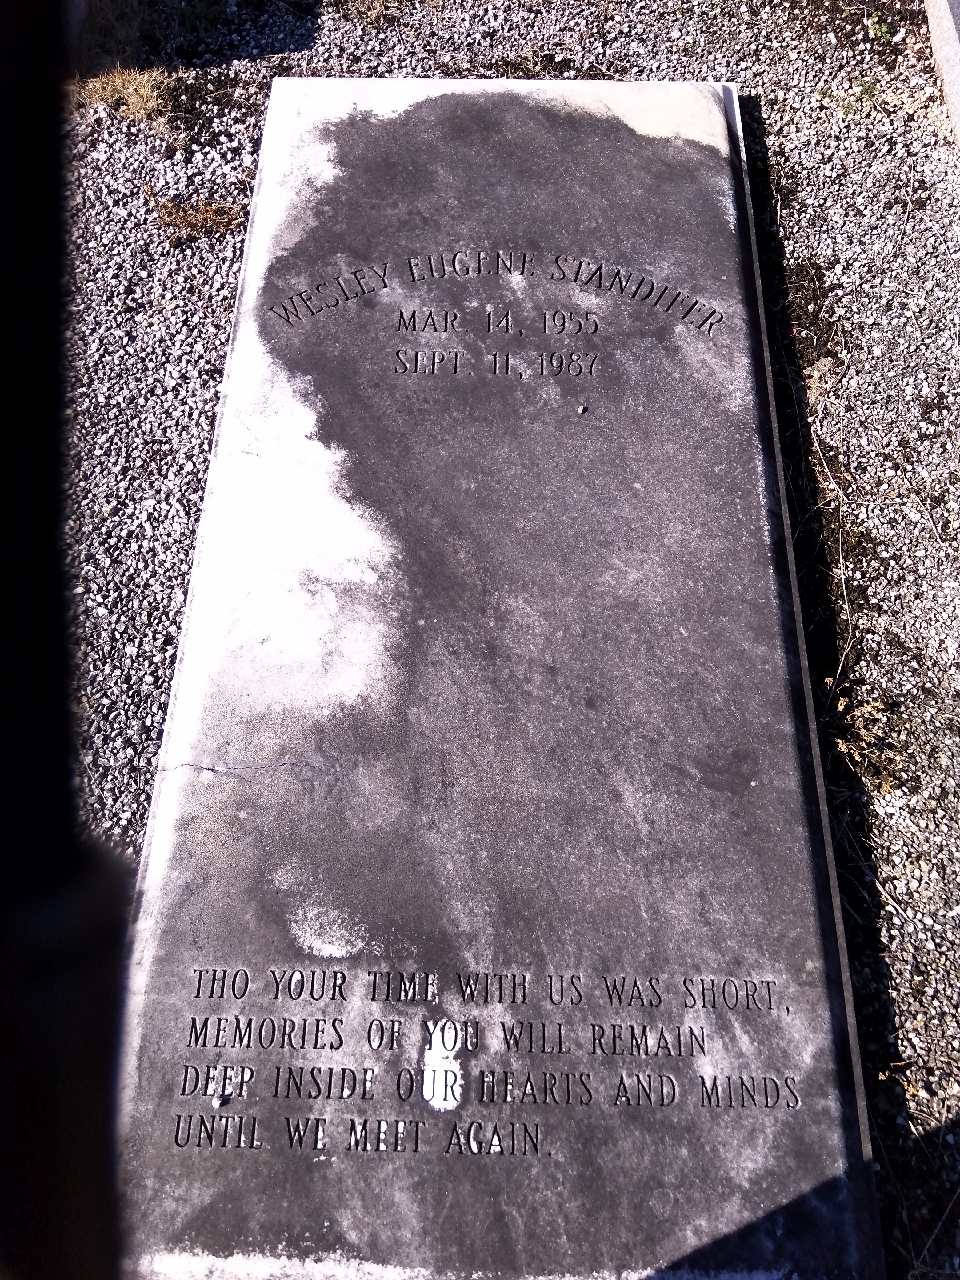 WESLEY EUGENE STANDIFER
MAR. 14, 1955
SEPT. 11, 1987
THO YOUR TIME WITH US WAS SHORT,
MEMORIES OF YOU WILL REMAIN
DEEP INSIDE OUR HEARTS AND MINDS
UNTIL WE MEET AGAIN.